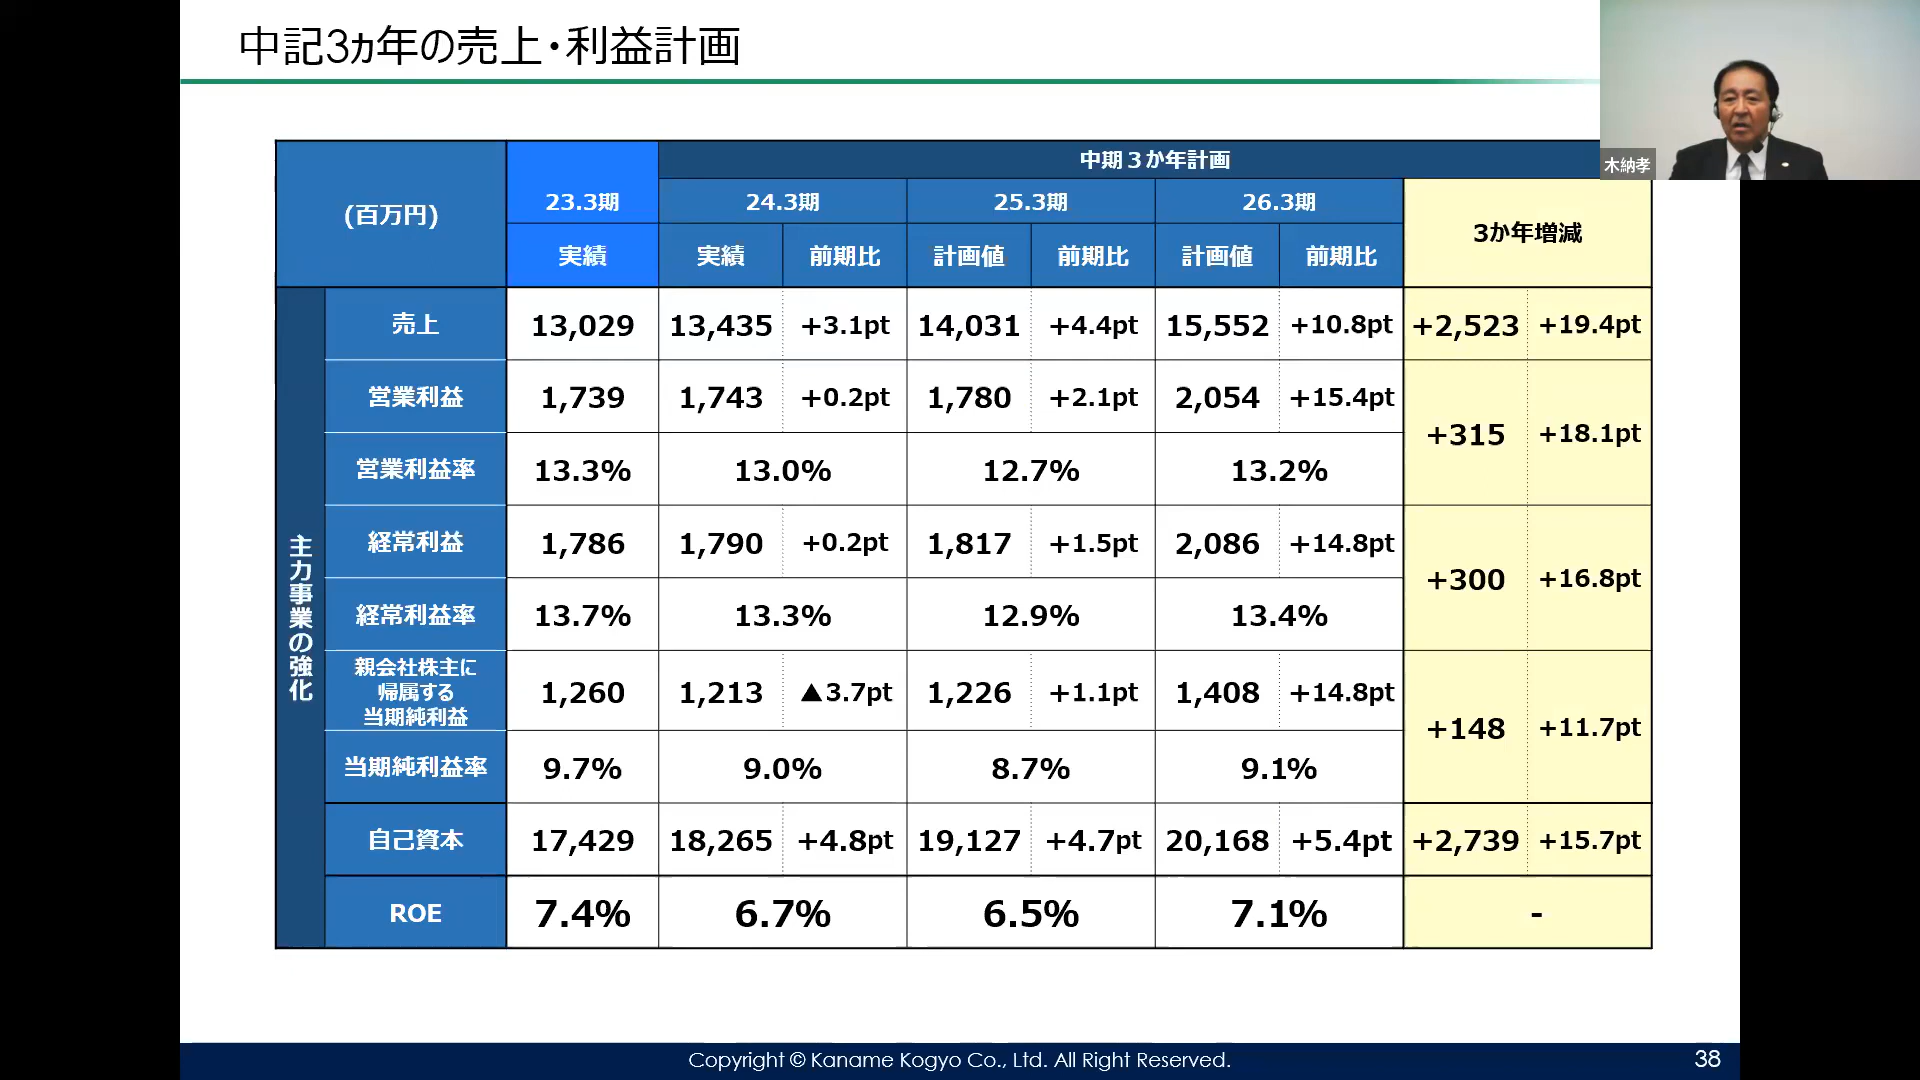 中記3ヵ年の売上・利益計画
木納孝
(百万円)
23.3期
中期３か年計画
24.3期
25.3期
26.3期
3か年増減
実績
実績
前期比
計画値
前期比
計画値
前期比
主力事業の強化
売上
13,029
13,435
+3.1pt
14,031
+4.4pt
15,552
+10.8pt
+2,523
+19.4pt
営業利益
1,739
1,743
+0.2pt
1,780
+2.1pt
2,054
+15.4pt
+315
+18.1pt
営業利益率
13.3%
13.0%
12.7%
13.2%
経常利益
1,786
1,790
+0.2pt
1,817
+1.5pt
2,086
+14.8pt
+300
+16.8pt
経常利益率
13.7%
13.3%
12.9%
13.4%
親会社株主に
帰属する
当期純利益
1,260
1,213
▲3.7pt
1,226
+1.1pt
1,408
+14.8pt
+148
+11.7pt
当期純利益率
9.7%
9.0%
8.7%
9.1%
自己資本
17,429
18,265
+4.8pt
19,127
+4.7pt
20,168
+5.4pt
+2,739
+15.7pt
ROE
7.4%
6.7%
6.5%
7.1%
-
Copyright © Kaname Kogyo Co., Ltd. All Right Reserved.
38